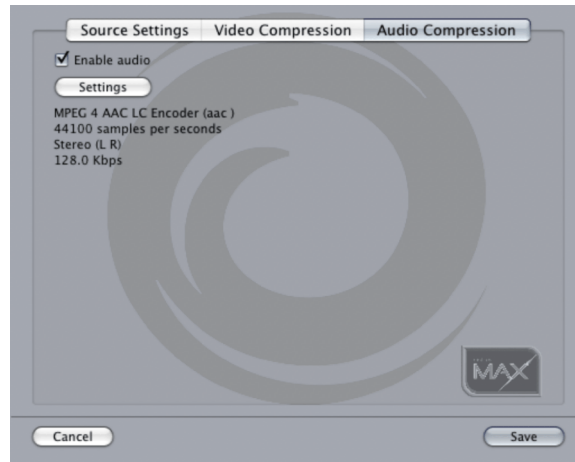 Source Settings Video Compression Audio Compression
Enable audio
Settings
MPEG 4 AAC LC Encoder (aac )
44100 samples per seconds
Stereo (L R)
128.0 Kbps
MAX
Cancel Save